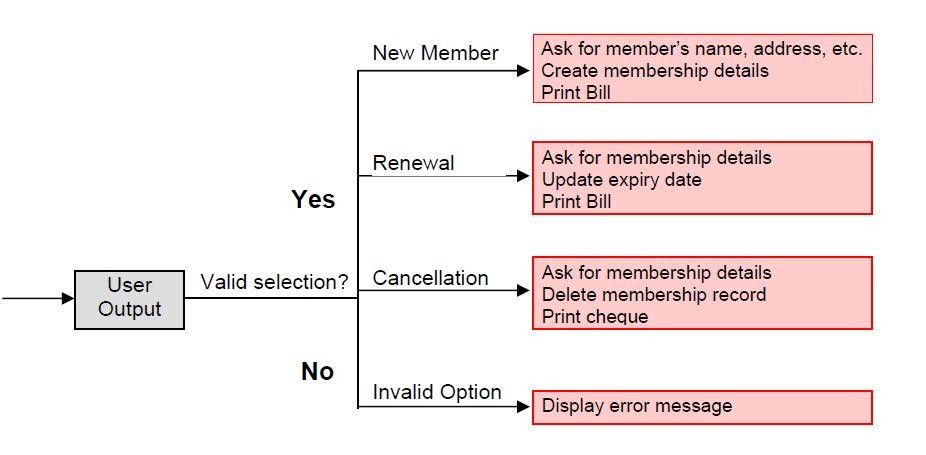 New Member
Ask for member's name, address, etc.
Create membership details
Print Bill
Renewal
Ask for membership details
Update expiry date
Print Bill
Yes
User
Output
Valid selection?
Cancellation
Ask for membership details
Delete membership record
Print cheque
No
Invalid Option
Display error message